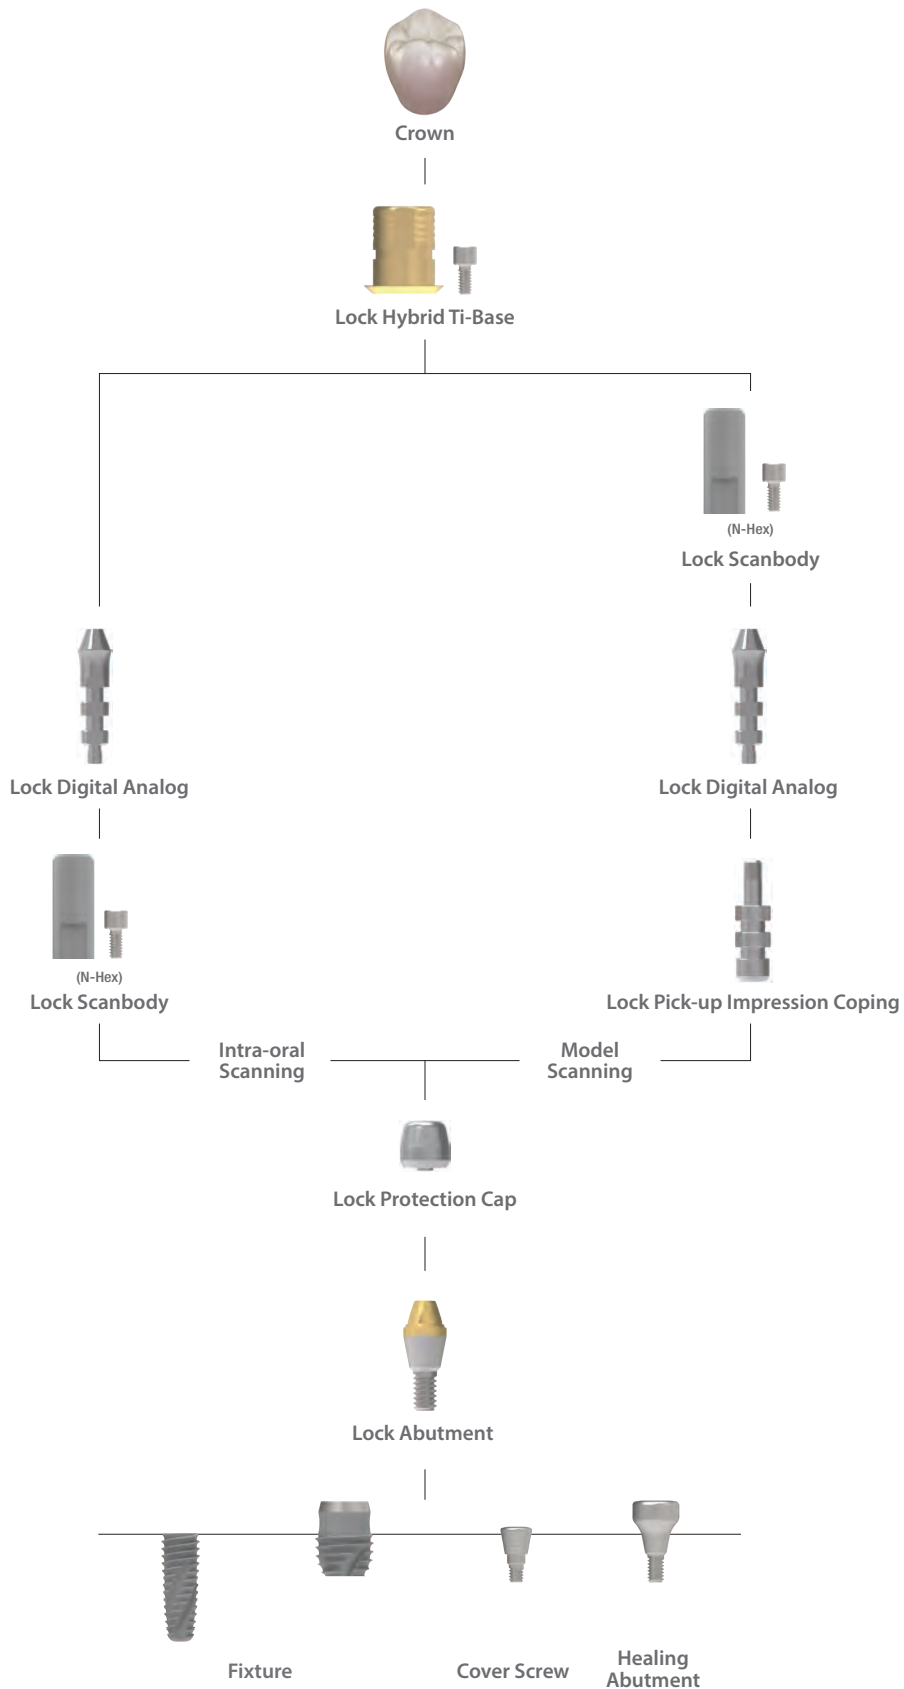 Crown
Lock Hybrid Ti-Base
(N-Hex)
Lock Scanbody
Lock Digital Analog
Lock Digital Analog
(N-Hex)
Lock Scanbody
Lock Pick-up Impression Coping
Intra-oral
Scanning
Model
Scanning
Lock Protection Cap
Lock Abutment
Fixture
Cover Screw
Healing
Abutment